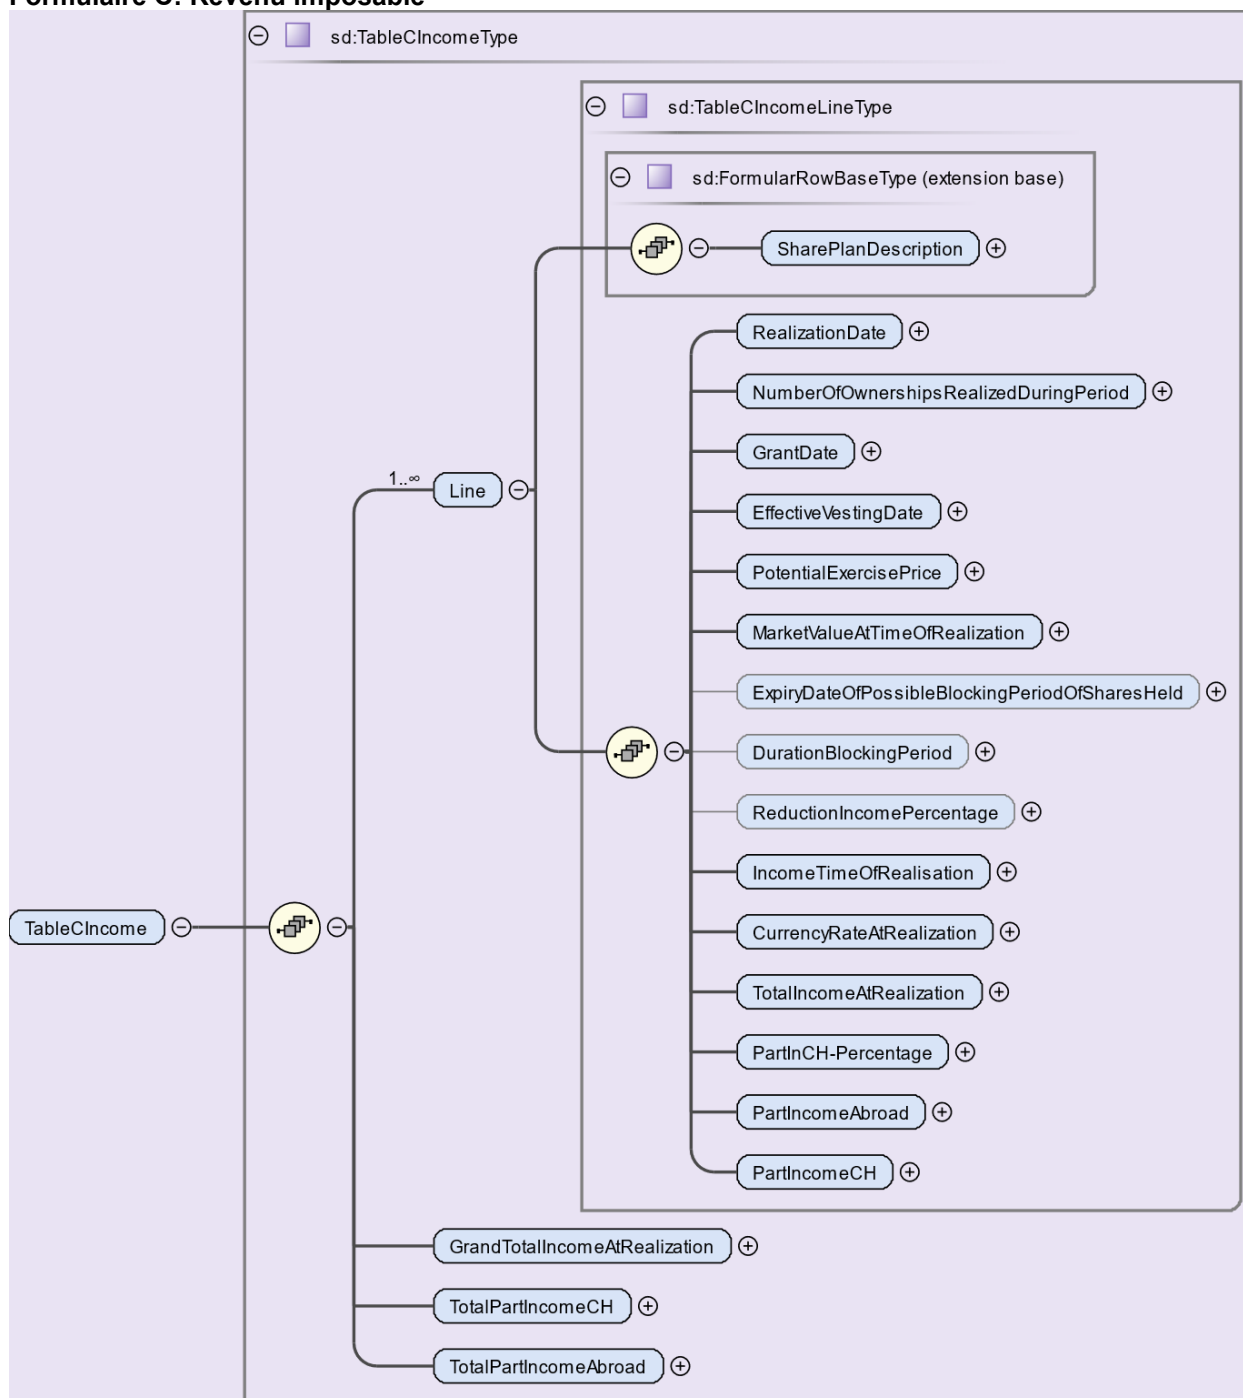 Formulaire C: Revenu imposable
sd:TableCIncomeType
sd:TableCIncomeLineType
sd:FormularRowBaseType (extension base)
SharePlanDescription
RealizationDate
NumberOfOwnershipsRealizedDuringPeriod
GrantDate
1..∞
Line
EffectiveVestingDate
PotentialExercisePrice
MarketValueAtTimeOfRealization
ExpiryDateOfPossibleBlockingPeriodOfSharesHeld
DurationBlockingPeriod
ReductionIncomePercentage
IncomeTimeOfRealisation
TableCIncome
CurrencyRateAtRealization
TotalIncomeAtRealization
PartInCH-Percentage
PartIncomeAbroad
PartIncomeCH
GrandTotalIncomeAtRealization
TotalPartIncomeCH
TotalPartIncomeAbroad